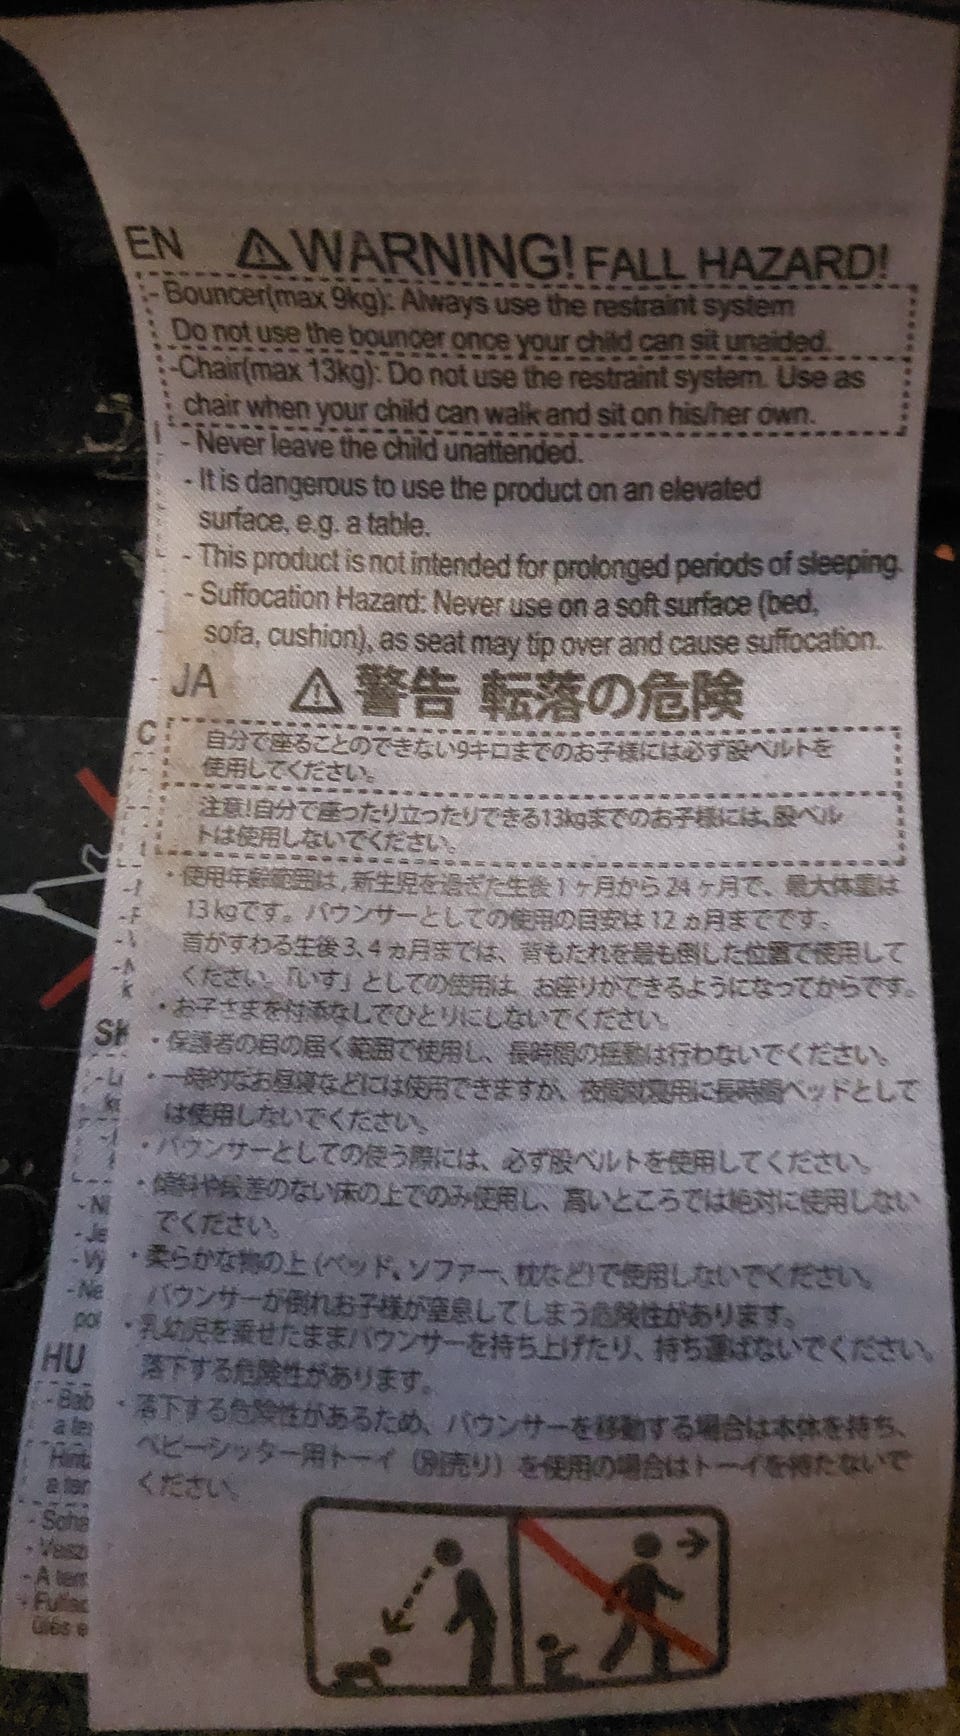 EN ⚠WARNING! FALL HAZARD!
- Bouncer(max 9kg): Always use the restraint system
Do not use the bouncer once your child can sit unaided.
-Chair(max 13kg): Do not use the restraint system. Use as
chair when your child can walk and sit on his/her own.
- Never leave the child unattended.
- It is dangerous to use the product on an elevated
surface, e.g. a table.
- This product is not intended for prolonged periods of sleeping.
- Suffocation Hazard: Never use on a soft surface (bed,
sofa, cushion), as seat may tip over and cause suffocation.
JA ⚠警告 転落の危険
自分で座ることのできない9キロまでのお子様には必ず股ベルトを
使用してください。
注意!自分で座ったり立ったりできる13kgまでのお子様には、股ベル
トは使用しないでください。
・使用年齢範囲は,新生児を過ぎた生後1ヶ月から24ヶ月で、最大体重は
13kgです。バウンサーとしての使用の目安は12ヵ月までです。
首がすわる生後3、4ヵ月までは、背もたれを最も倒した位置で使用して
ください。「いす」としての使用は、お座りができるようになってからです。
・お子さまを付添なしでひとりにしないでください。
・保護者の目の届く範囲で使用し、長時間の揺動は行わないでください。
・一時的なお昼寝などには使用できますが、夜間就寝用に長時間ベッドとして
は使用しないでください。
・バウンサーとしての使う際には、必ず股ベルトを使用してください。
・傾斜や段差のない床の上でのみ使用し、高いところでは絶対に使用しない
でください。
・柔らかな物の上(ベッド、ソファー、枕など)で使用しないでください。
バウンサーが倒れお子様が窒息してしまう危険性があります。
・乳幼児を乗せたままバウンサーを持ち上げたり、持ち運ばないでください。
落下する危険性があります。
・落下する危険性があるため、バウンサーを移動する場合は本体を持ち、
ベビーシッター用トーイ（別売り）を使用の場合はトーイを持たないで
ください。
C
SK
- Ne
po
HU
- Bab
- A tem